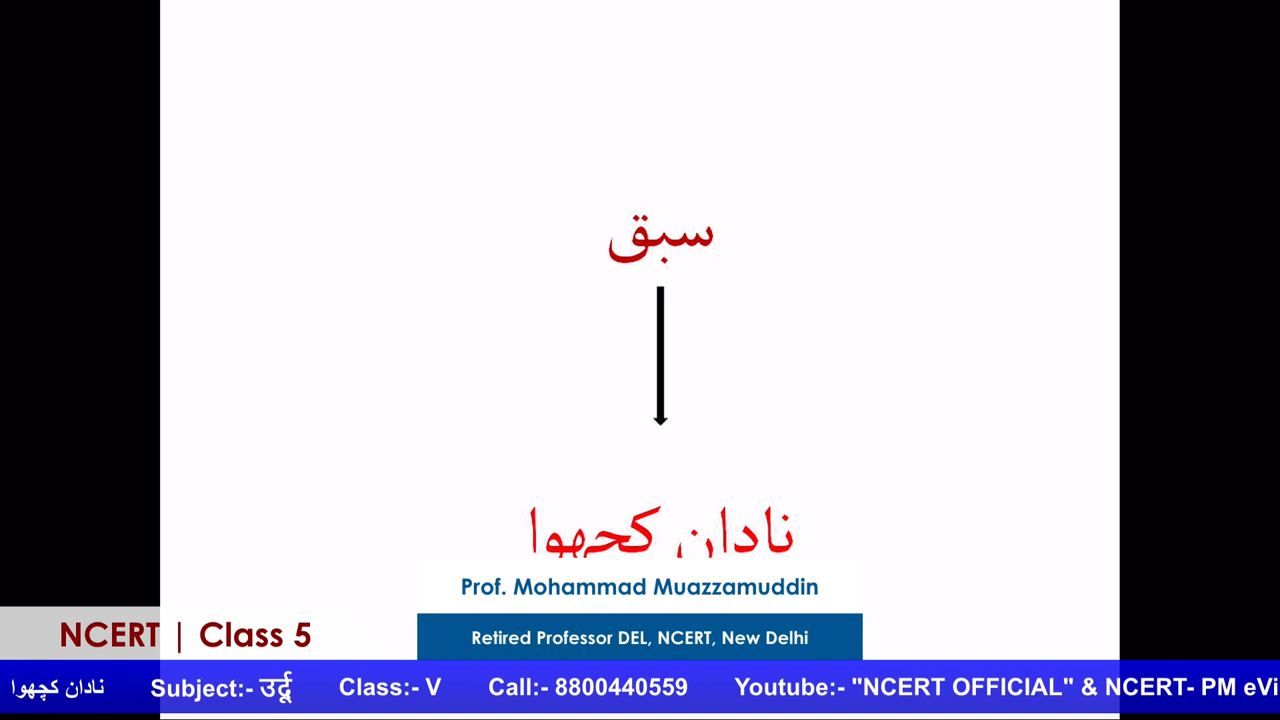 سبق
نادان کچھوا
Prof. Mohammad Muazzamuddin
Retired Professor DEL, NCERT, New Delhi
NCERT | Class 5
نادان کچھوا Subject:- उर्दू Class:- V Call:- 8800440559 Youtube:- "NCERT OFFICIAL" & NCERT- PM eVi